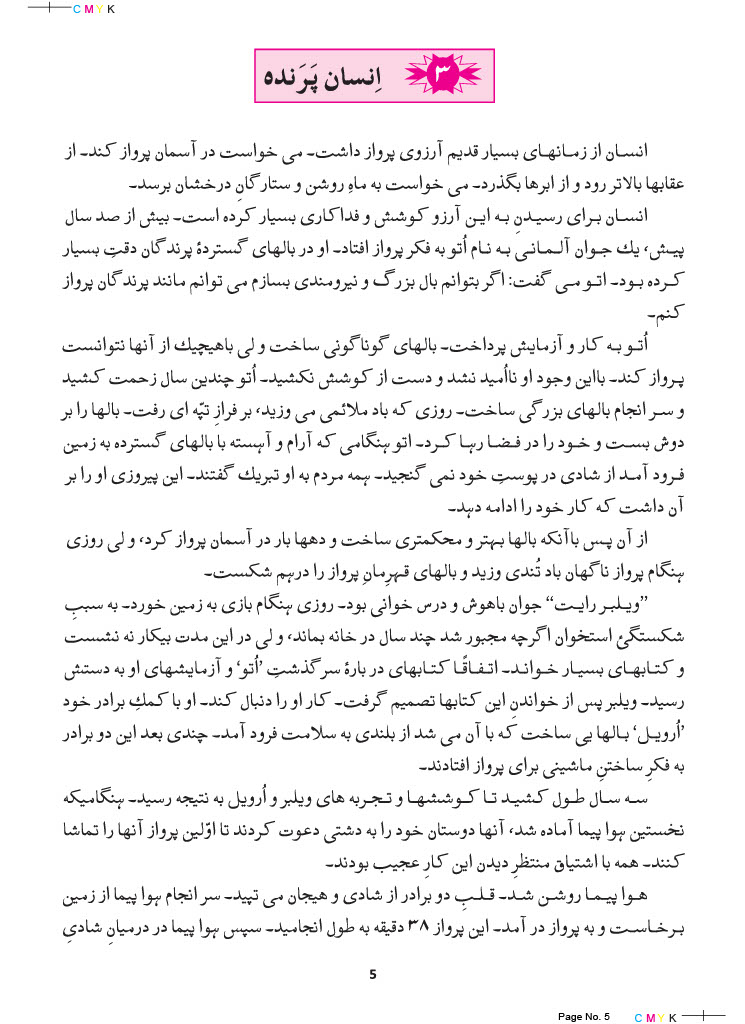 CMYK
۳ اِنسان پَرَنده
انسان از زمانهای بسیار قدیم آرزوی پرواز داشت۔ می خواست در آسمان پرواز کند۔ از
عقابها بالاتر رود و از ابرها بگذرد۔ می خواست به ماهِ روشن و ستارگانِ درخشان برسد۔
انسان برای رسیدنِ به این آرزو کوشش و فداکاری بسیار کرده است۔ بیش از صد سال
پیش، یك جوان آلمانی به نام اُتو به فکر پرواز افتاد۔ او در بالهای گستردهٔ پرندگان دقتِ بسیار
کرده بود۔ اتو می گفت: اگر بتوانم بال بزرگ و نیرومندی بسازم می توانم مانند پرندگان پرواز
کنم۔
اُتو به کار و آزمایش پرداخت۔ بالهای گوناگونی ساخت و لی باهیچیك از آنها نتوانست
پرواز کند۔ بااین وجود او نااُمید نشد و دست از کوشش نکشید۔ اُتو چندین سال زحمت کشید
و سر انجام بالهای بزرگی ساخت۔ روزی که باد ملائمی می وزید، بر فرازِ تپّه ای رفت۔ بالها را بر
دوش بست و خود را در فضا رها کرد۔ اتو هنگامی که آرام و آهسته با بالهای گسترده به زمین
فرود آمد از شادی در پوستِ خود نمی گنجید۔ همه مردم به او تبریك گفتند۔ این پیروزی او را بر
آن داشت که کار خود را ادامه دهد۔
از آن پس باآنکه بالها بهتر و محکمتری ساخت و دهها بار در آسمان پرواز کرد، و لی روزی
هنگام پرواز ناگهان باد تُندی وزید و بالهای قهرمانِ پرواز را درهم شکست۔
”ویلبر رایت“ جوان باهوش و درس خوانی بود۔ روزی هنگام بازی به زمین خورد۔ به سببِ
شکستگیٔ استخوان اگرچه مجبور شد چند سال در خانه بماند، و لی در این مدت بیکار نه نشست
و کتابهای بسیار خواند۔ اتفاقًا کتابهای در بارهٔ سرگذشتِ ’اُتو‘ و آزمایشهای او به دستش
رسید۔ ویلبر پس از خواندنِ این کتابها تصمیم گرفت۔ کار او را دنبال کند۔ او با کمكِ برادر خود
’اُرویل‘ بالها یی ساخت که با آن می شد از بلندی به سلامت فرود آمد۔ چندی بعد این دو برادر
به فکرِ ساختنِ ماشینی برای پرواز افتادند۔
سه سال طول کشید تا کوششها و تجربه های ویلبر و اُرویل به نتیجه رسید۔ هنگامیکه
نخستین هوا پیما آماده شد، آنها دوستان خود را به دشتی دعوت کردند تا اوّلین پرواز آنها را تماشا
کنند۔ همه با اشتیاق منتظرِ دیدن این کارِ عجیب بودند۔
هوا پیما روشن شد۔ قلبِ دو برادر از شادی و هیجان می تپید۔ سر انجام هوا پیما از زمین
برخاست و به پرواز در آمد۔ این پرواز ۳۸ دقیقه به طول انجامید۔ سپس هوا پیما در درمیانِ شادیِ
5
Page No. 5
CMYK